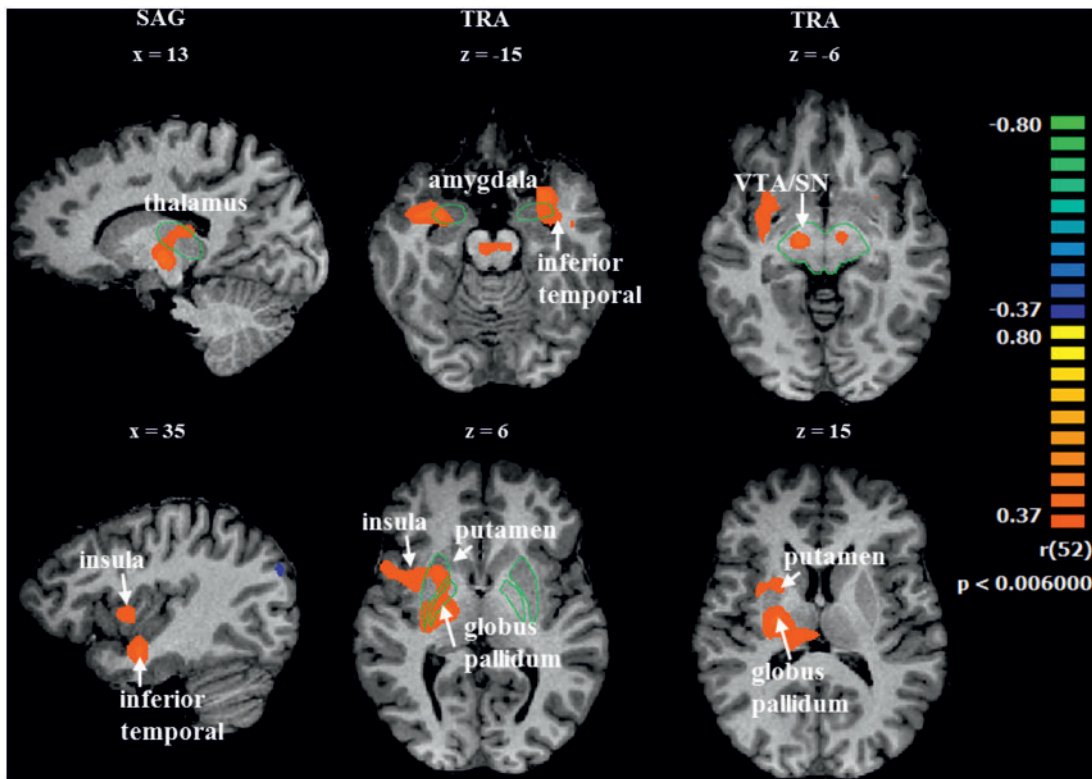 SAG
x = 13
TRA
z = -15
TRA
z = -6
thalamus
amygdala
inferior
temporal
VTA/SN
x = 35
z = 6
z = 15
insula
inferior
temporal
insula
putamen
globus
pallidum
putamen
globus
pallidum
-0.80
-0.37
0.80
0.37
r(52)
p < 0.006000